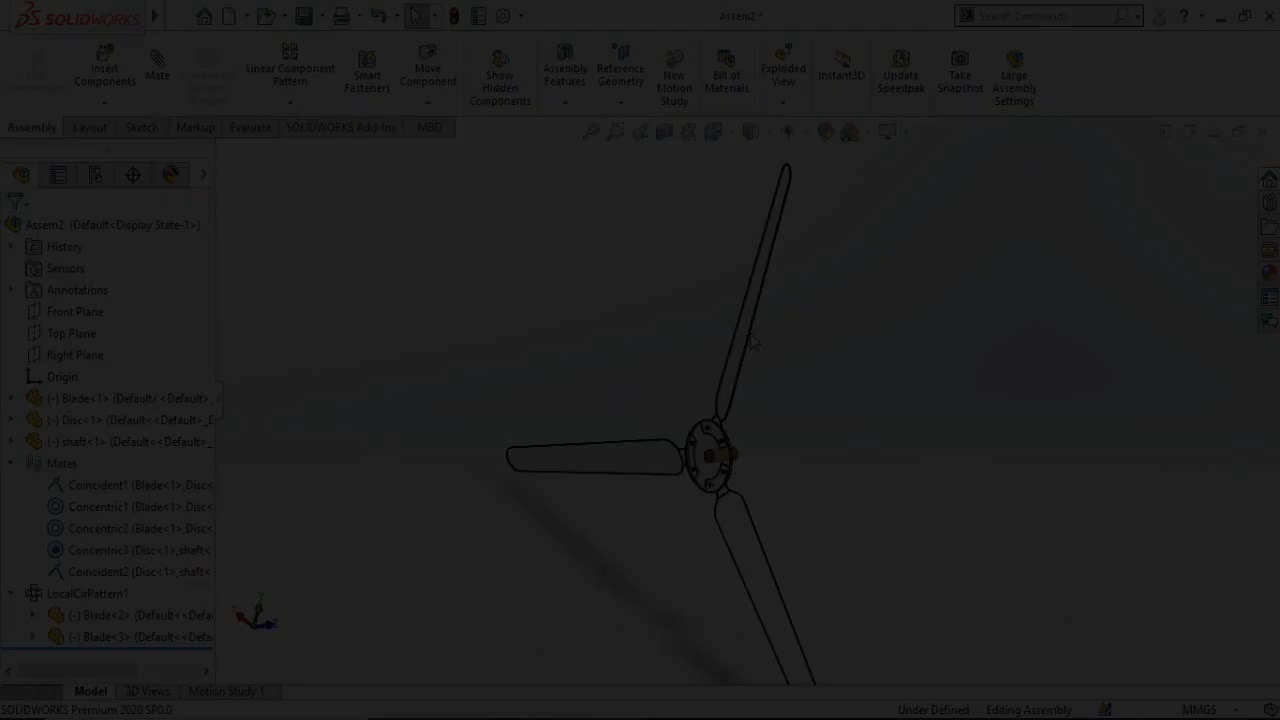 SOLIDWORKS
Assem2 *
Search Commands
Insert
Components
Mate
Linear Component
Pattern
Smart
Fasteners
Move
Component
Show
Hidden
Components
Assembly
Features
Reference
Geometry
New
Motion
Study
Bill of
Materials
Exploded
View
Instant3D
Update
Speedpak
Take
Snapshot
Large
Assembly
Settings
Assembly Layout Sketch Markup Evaluate SOLIDWORKS Add-Ins MBD
Assem2 (Default<Display State-1>)
History
Sensors
Annotations
Front Plane
Top Plane
Right Plane
Origin
(-) Blade<1> (Default<<Default>_
(-) Disc<1> (Default<<Default>_D
(-) shaft<1> (Default<<Default>_
Mates
Coincident1 (Blade<1>,Disc<
Concentric1 (Blade<1>,Disc<
Concentric2 (Blade<1>,Disc<
Concentric3 (Disc<1>,shaft<
Coincident2 (Disc<1>,shaft<
LocalCirPattern1
(-) Blade<2> (Default<<Defau
(-) Blade<3> (Default<<Defau
Model 3D Views Motion Study 1
SOLIDWORKS Premium 2020 SP0.0
Under Defined Editing Assembly MMGS